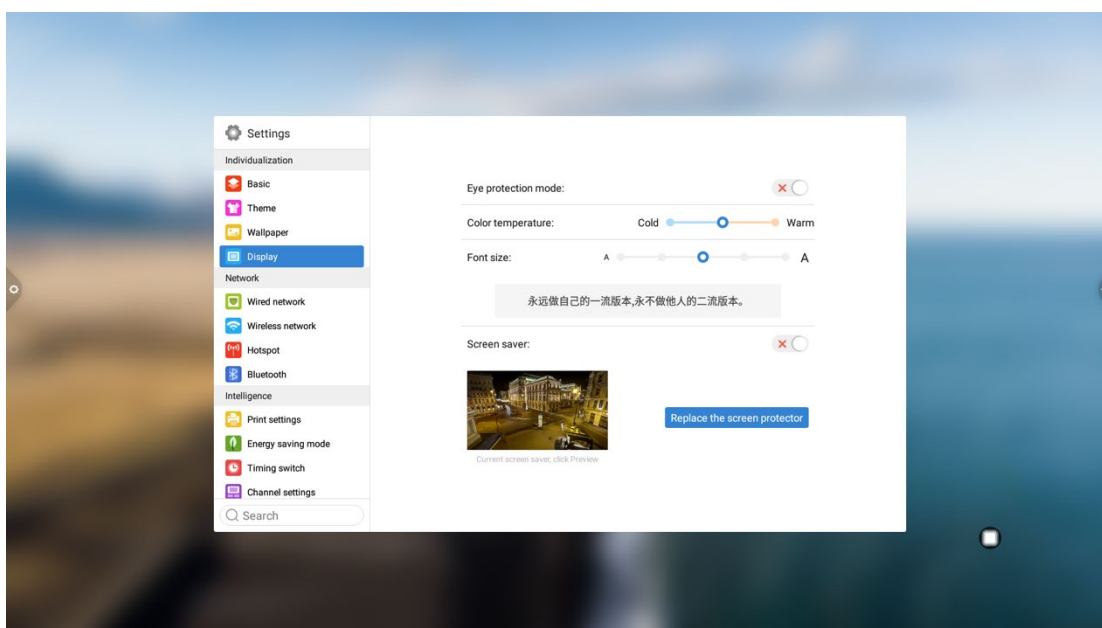 Settings
Individualization
Basic
Theme
Wallpaper
Display
Network
Wired network
Wireless network
Hotspot
Bluetooth
Intelligence
Print settings
Energy saving mode
Timing switch
Channel settings
Search
Eye protection mode:
Color temperature: Cold Warm
Font size: A A
永远做自己的一流版本,永不做他人的二流版本。
Screen saver:
Replace the screen protector
Current screen saver, click Preview